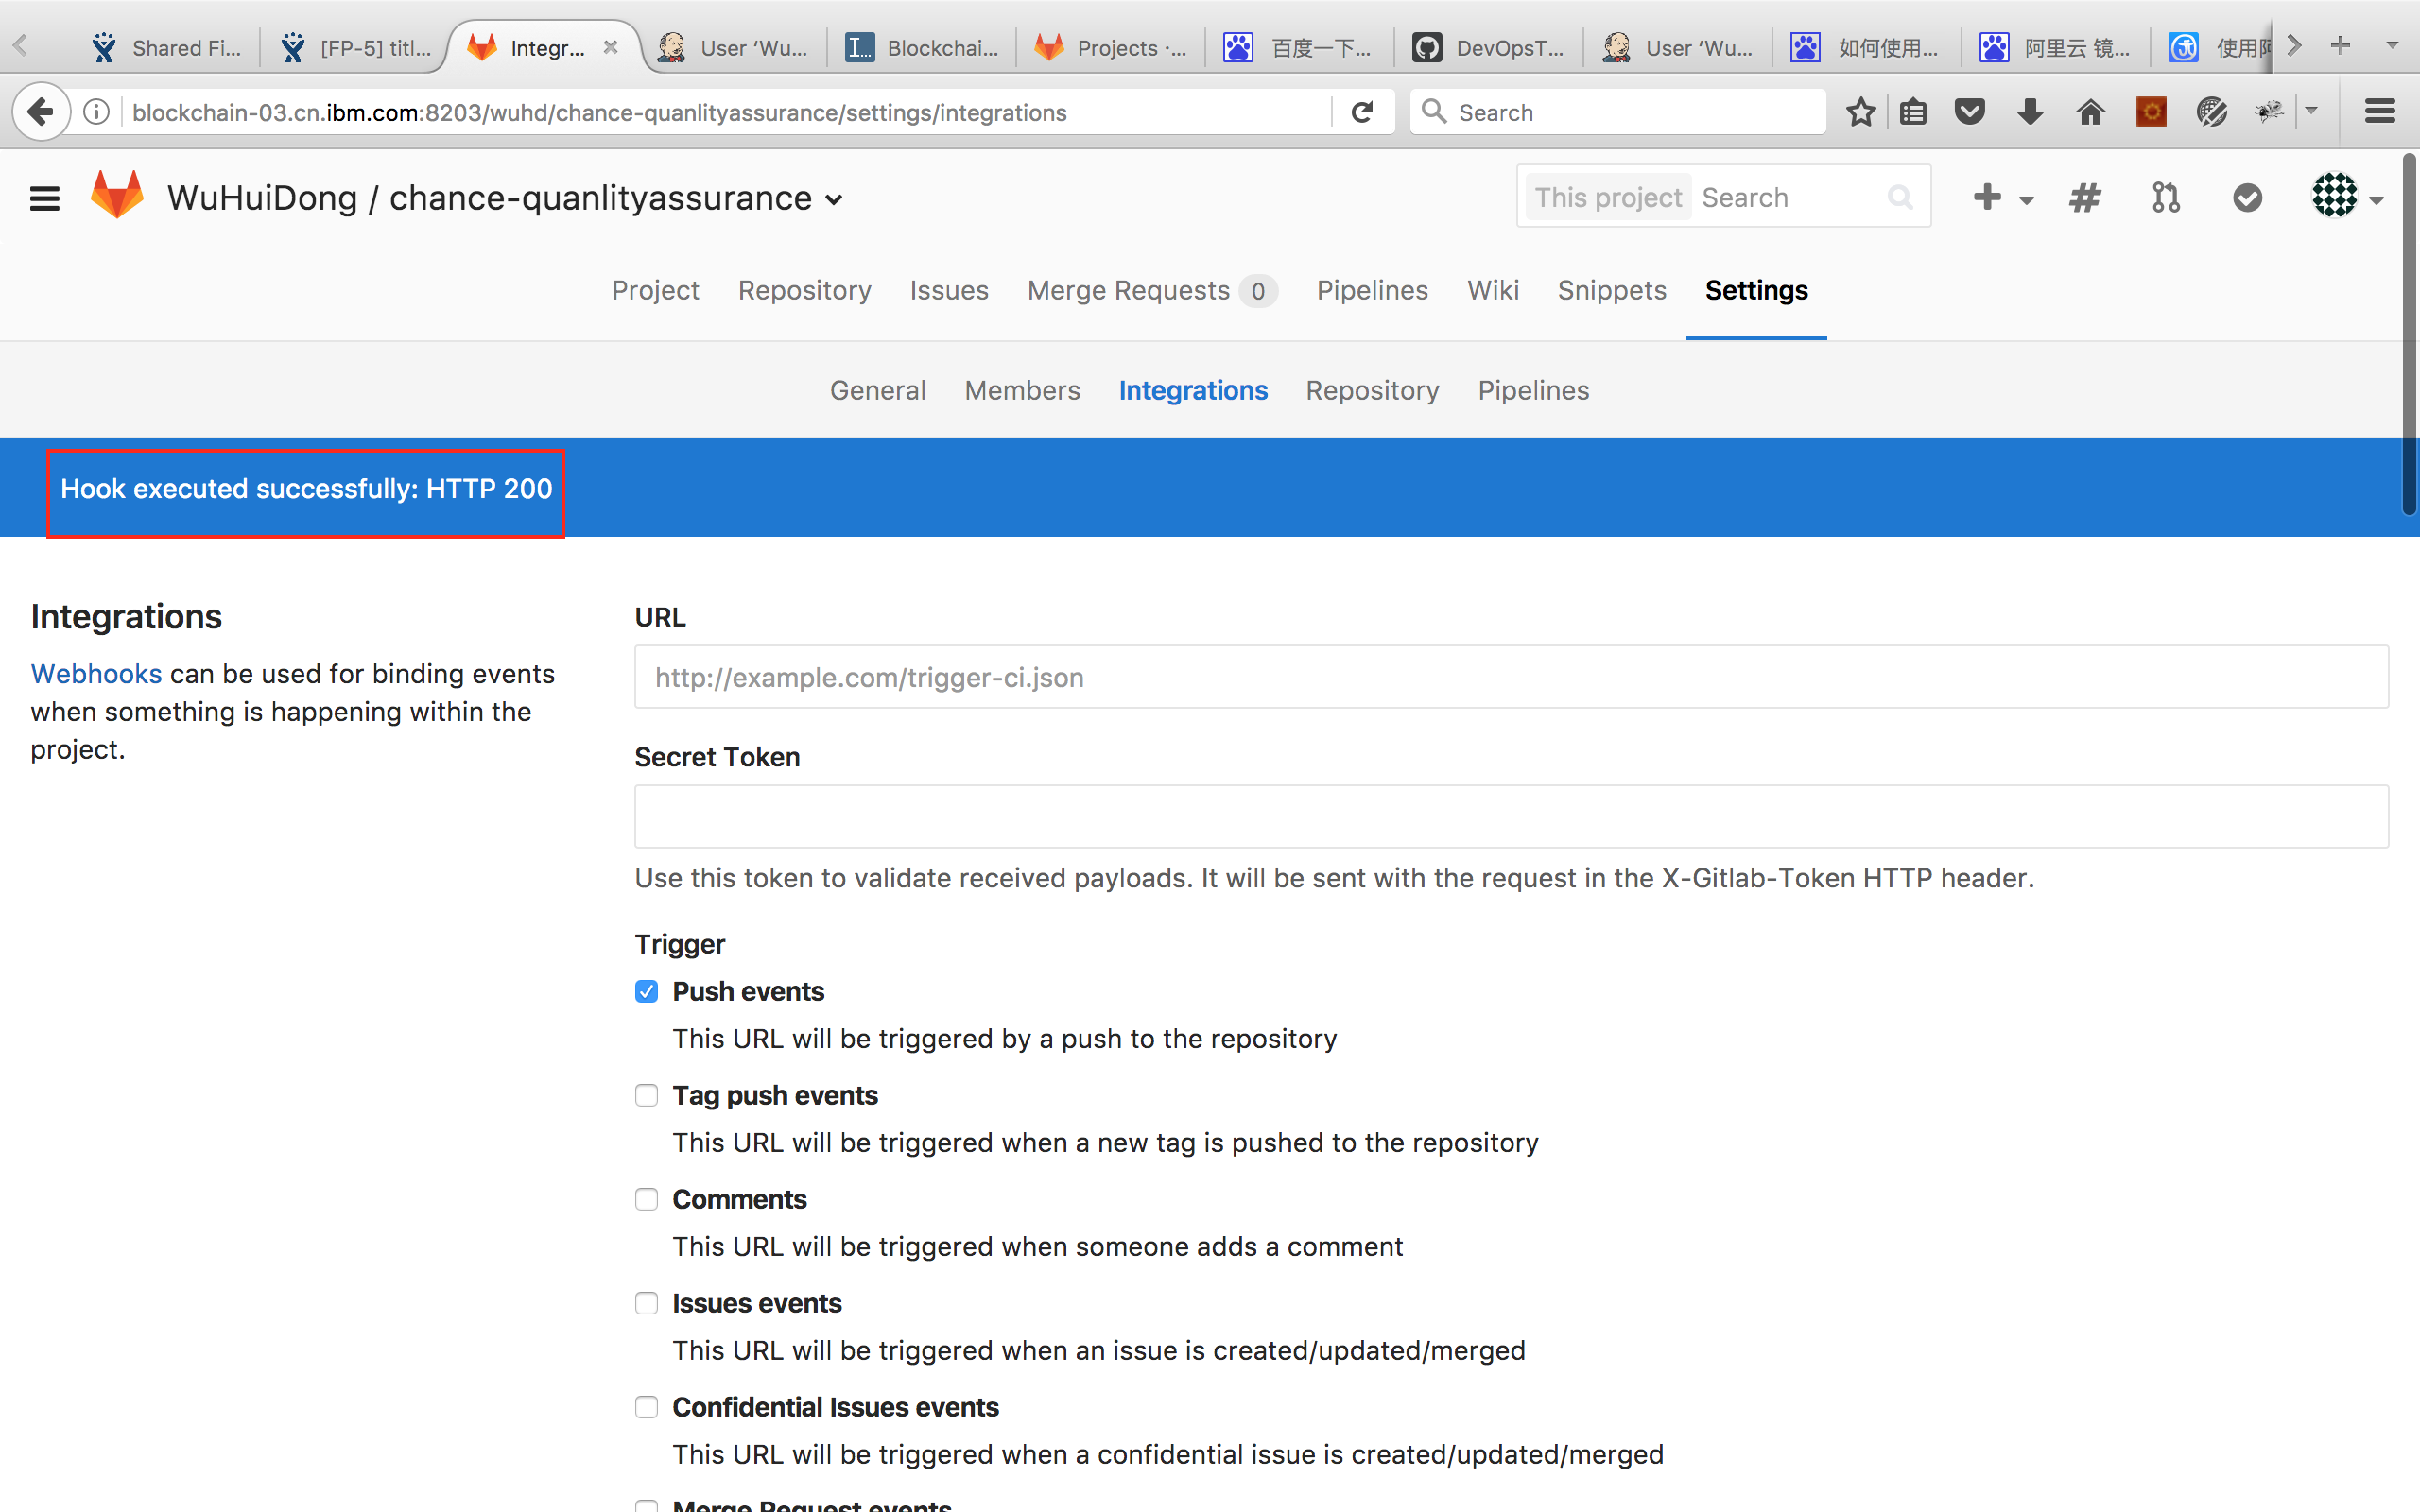 Shared Fi...
[FP-5] titl...
Integr...
User ‘Wu...
I...
Blockchai...
Projects ·...
百度一下...
DevOpsT...
User ‘Wu...
如何使用...
阿里云 镜...
使用阿
blockchain-03.cn.ibm.com:8203/wuhd/chance-quanlityassurance/settings/integrations
Search
WuHuiDong / chance-quanlityassurance
This project Search
Project Repository Issues Merge Requests 0 Pipelines Wiki Snippets Settings
General Members Integrations Repository Pipelines
Hook executed successfully: HTTP 200
Integrations
Webhooks can be used for binding events
when something is happening within the
project.
URL
http://example.com/trigger-ci.json
Secret Token
Use this token to validate received payloads. It will be sent with the request in the X-Gitlab-Token HTTP header.
Trigger
Push events
This URL will be triggered by a push to the repository
Tag push events
This URL will be triggered when a new tag is pushed to the repository
Comments
This URL will be triggered when someone adds a comment
Issues events
This URL will be triggered when an issue is created/updated/merged
Confidential Issues events
This URL will be triggered when a confidential issue is created/updated/merged
Merge Request events